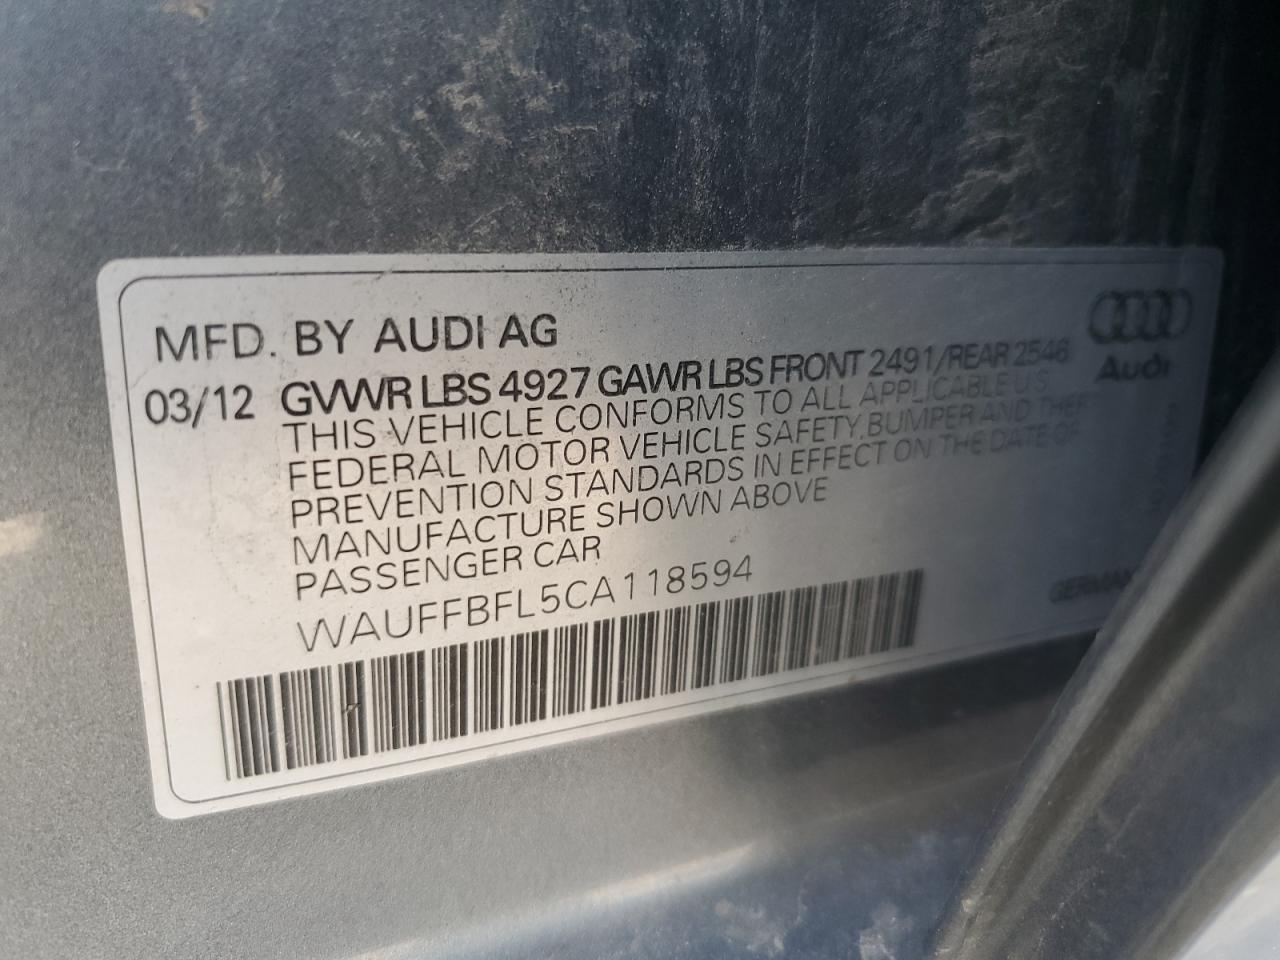 MFD. BY AUDI AG
03/12 GVWR LBS 4927 GAWR LBS FRONT 2491/REAR 2546
THIS VEHICLE CONFORMS TO ALL APPLICABLE U.S.
FEDERAL MOTOR VEHICLE SAFETY, BUMPER AND THEFT
PREVENTION STANDARDS IN EFFECT ON THE DATE OF
MANUFACTURE SHOWN ABOVE
PASSENGER CAR
WAUFFBFL5CA118594
Audi
GERMANY